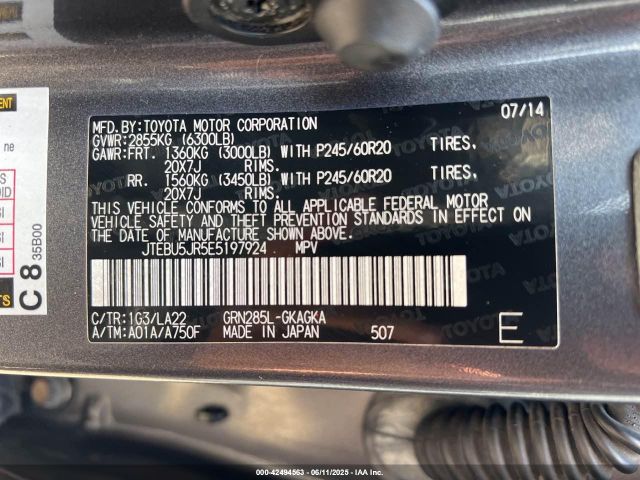 07/14
MFD.BY:TOYOTA MOTOR CORPORATION
GVWR:2855KG (6300LB)
GAWR:FRT. 1360KG (3000LB) WITH P245/60R20 TIRES.
20X7J RIMS.
RR. 1560KG (3450LB) WITH P245/60R20 TIRES.
20X7J RIMS.
THIS VEHICLE CONFORMS TO ALL APPLICABLE FEDERAL MOTOR
VEHICLE SAFETY AND THEFT PREVENTION STANDARDS IN EFFECT ON
THE DATE OF MANUFACTURE SHOWN ABOVE.
JTEBU5JR5E5197924 MPV
C/TR:1G3/LA22 GRN285L-GKAGKA
A/TM:A01A/A750F MADE IN JAPAN 507 E
ne
C 8
35B00
000-42494563 - 06/11/2025 - IAA Inc.